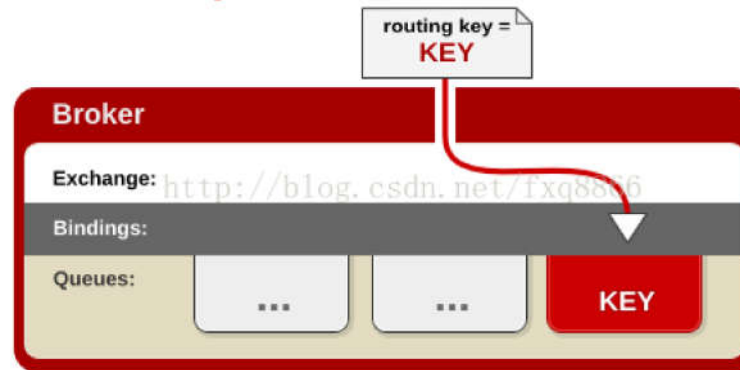 routing key =
KEY
Broker
Exchange:
http://blog.csdn.net/fxq8866
Bindings:
Queues:
...
...
KEY